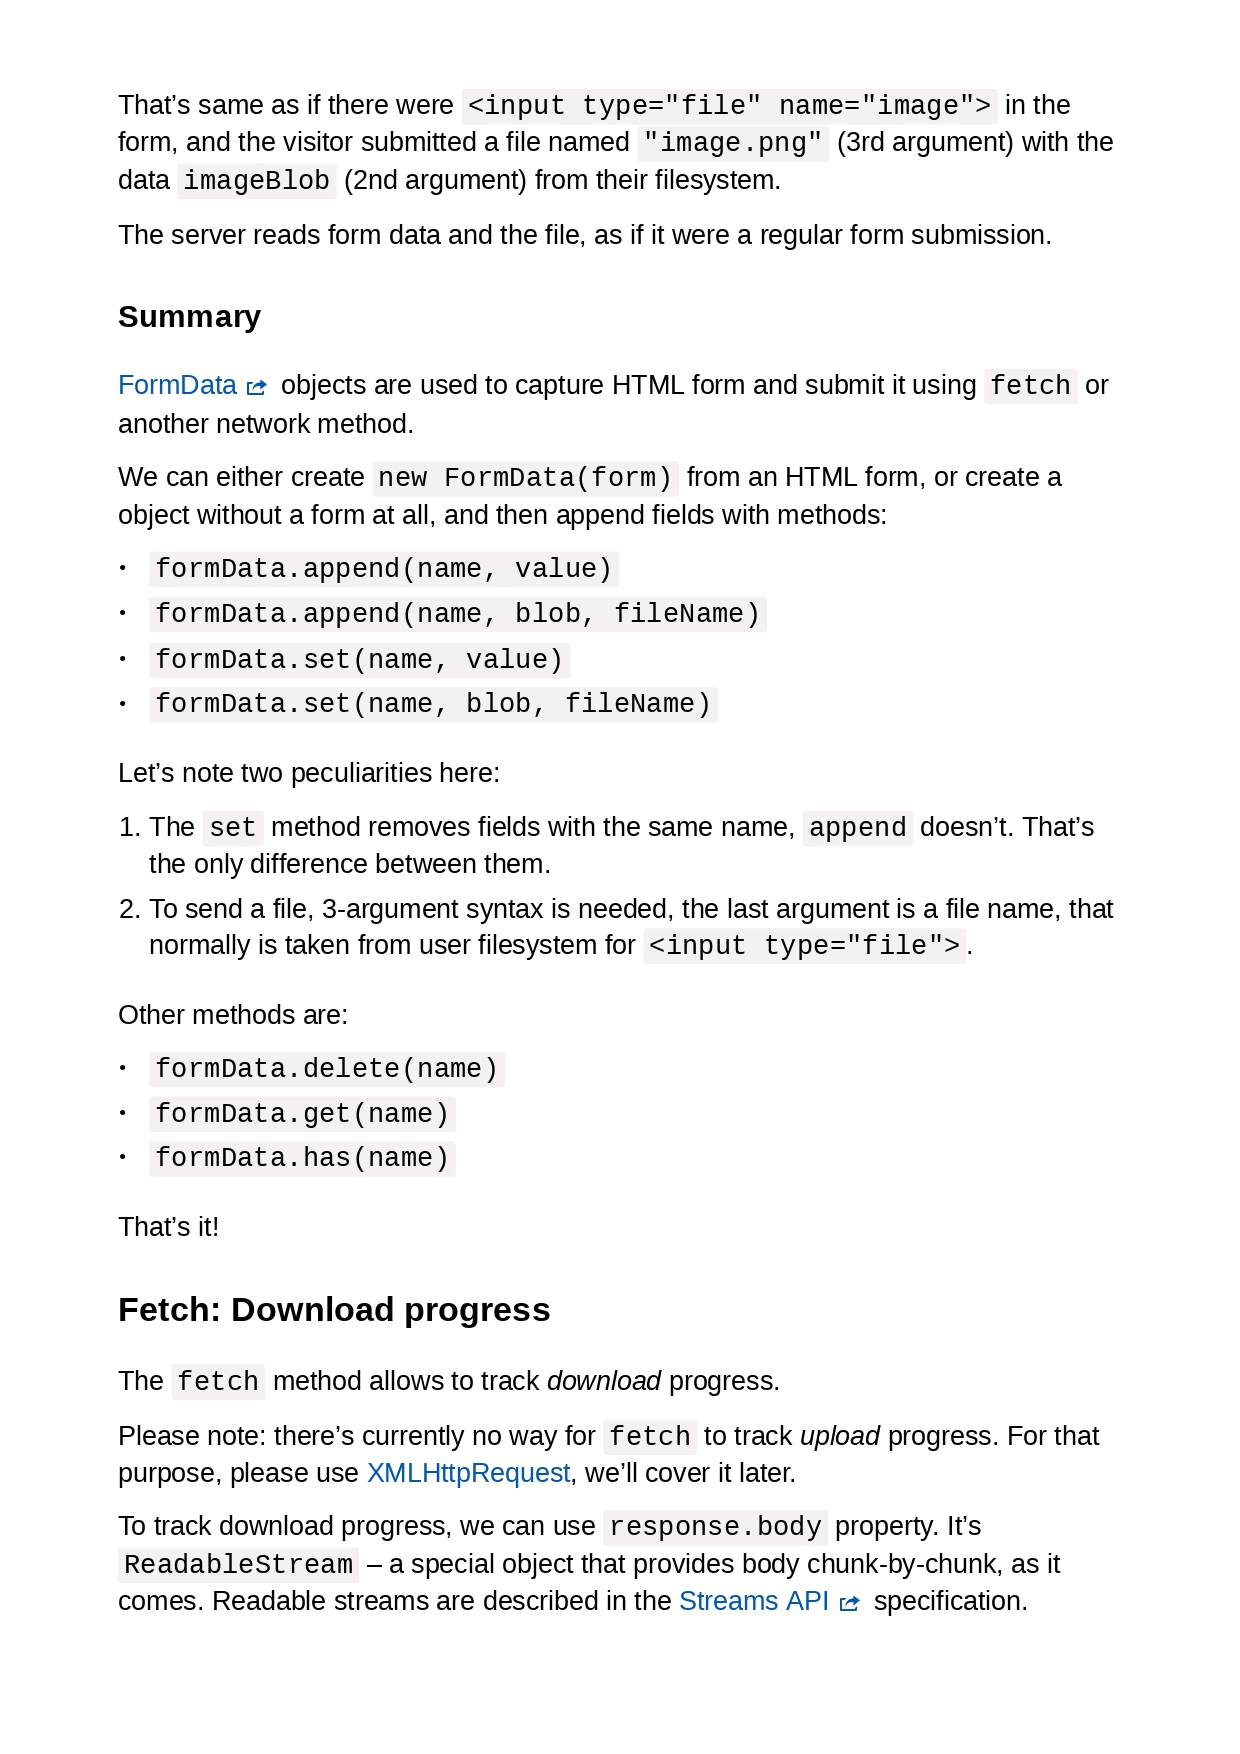 That’s same as if there were <input type="file" name="image"> in the
form, and the visitor submitted a file named "image.png" (3rd argument) with the
data imageBlob (2nd argument) from their filesystem.
The server reads form data and the file, as if it were a regular form submission.
Summary
FormData objects are used to capture HTML form and submit it using fetch or
another network method.
We can either create new FormData(form) from an HTML form, or create a
object without a form at all, and then append fields with methods:
• formData.append(name, value)
• formData.append(name, blob, fileName)
• formData.set(name, value)
• formData.set(name, blob, fileName)
Let’s note two peculiarities here:
1. The set method removes fields with the same name, append doesn’t. That’s
the only difference between them.
2. To send a file, 3-argument syntax is needed, the last argument is a file name, that
normally is taken from user filesystem for <input type="file">.
Other methods are:
• formData.delete(name)
• formData.get(name)
• formData.has(name)
That’s it!
Fetch: Download progress
The fetch method allows to track download progress.
Please note: there’s currently no way for fetch to track upload progress. For that
purpose, please use XMLHttpRequest, we’ll cover it later.
To track download progress, we can use response.body property. It’s
ReadableStream – a special object that provides body chunk-by-chunk, as it
comes. Readable streams are described in the Streams API specification.